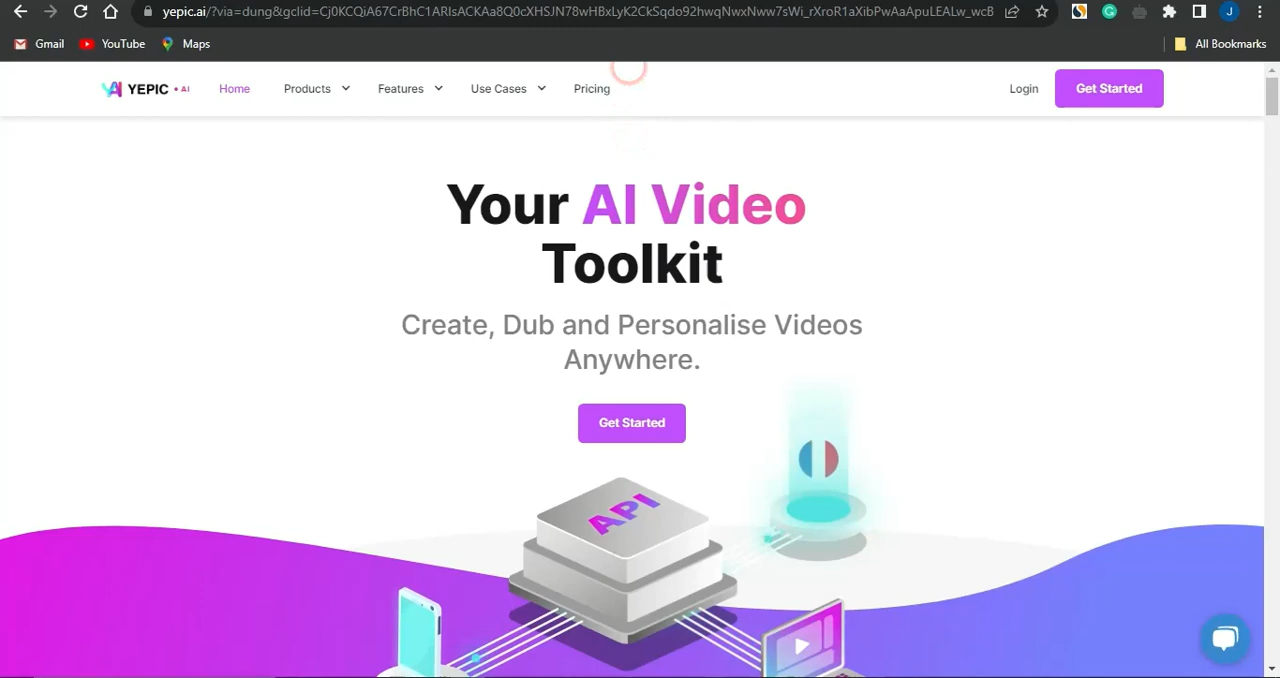 yepic.ai/?via=dung&gclid=Cj0KCQiA67CrBhC1ARIsACKAa8Q0cXHSJN78wHBxLyK2CkSqdo92hwqNwxNww7sWi_rXroR1aXibPwAaApuLEALw_wcB
J
Gmail YouTube Maps All Bookmarks
YEPIC • AI Home Products Features Use Cases Pricing Login Get Started
Your AI Video
Toolkit
Create, Dub and Personalise Videos
Anywhere.
Get Started
API